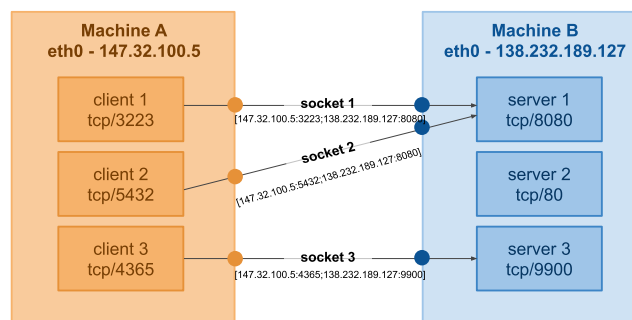 Machine A
eth0 - 147.32.100.5
Machine B
eth0 - 138.232.189.127
client 1
tcp/3223
socket 1
[147.32.100.5:3223;138.232.189.127:8080]
server 1
tcp/8080
client 2
tcp/5432
socket 2
[147.32.100.5:5432;138.232.189.127:8080]
server 2
tcp/80
client 3
tcp/4365
socket 3
[147.32.100.5:4365;138.232.189.127:9900]
server 3
tcp/9900